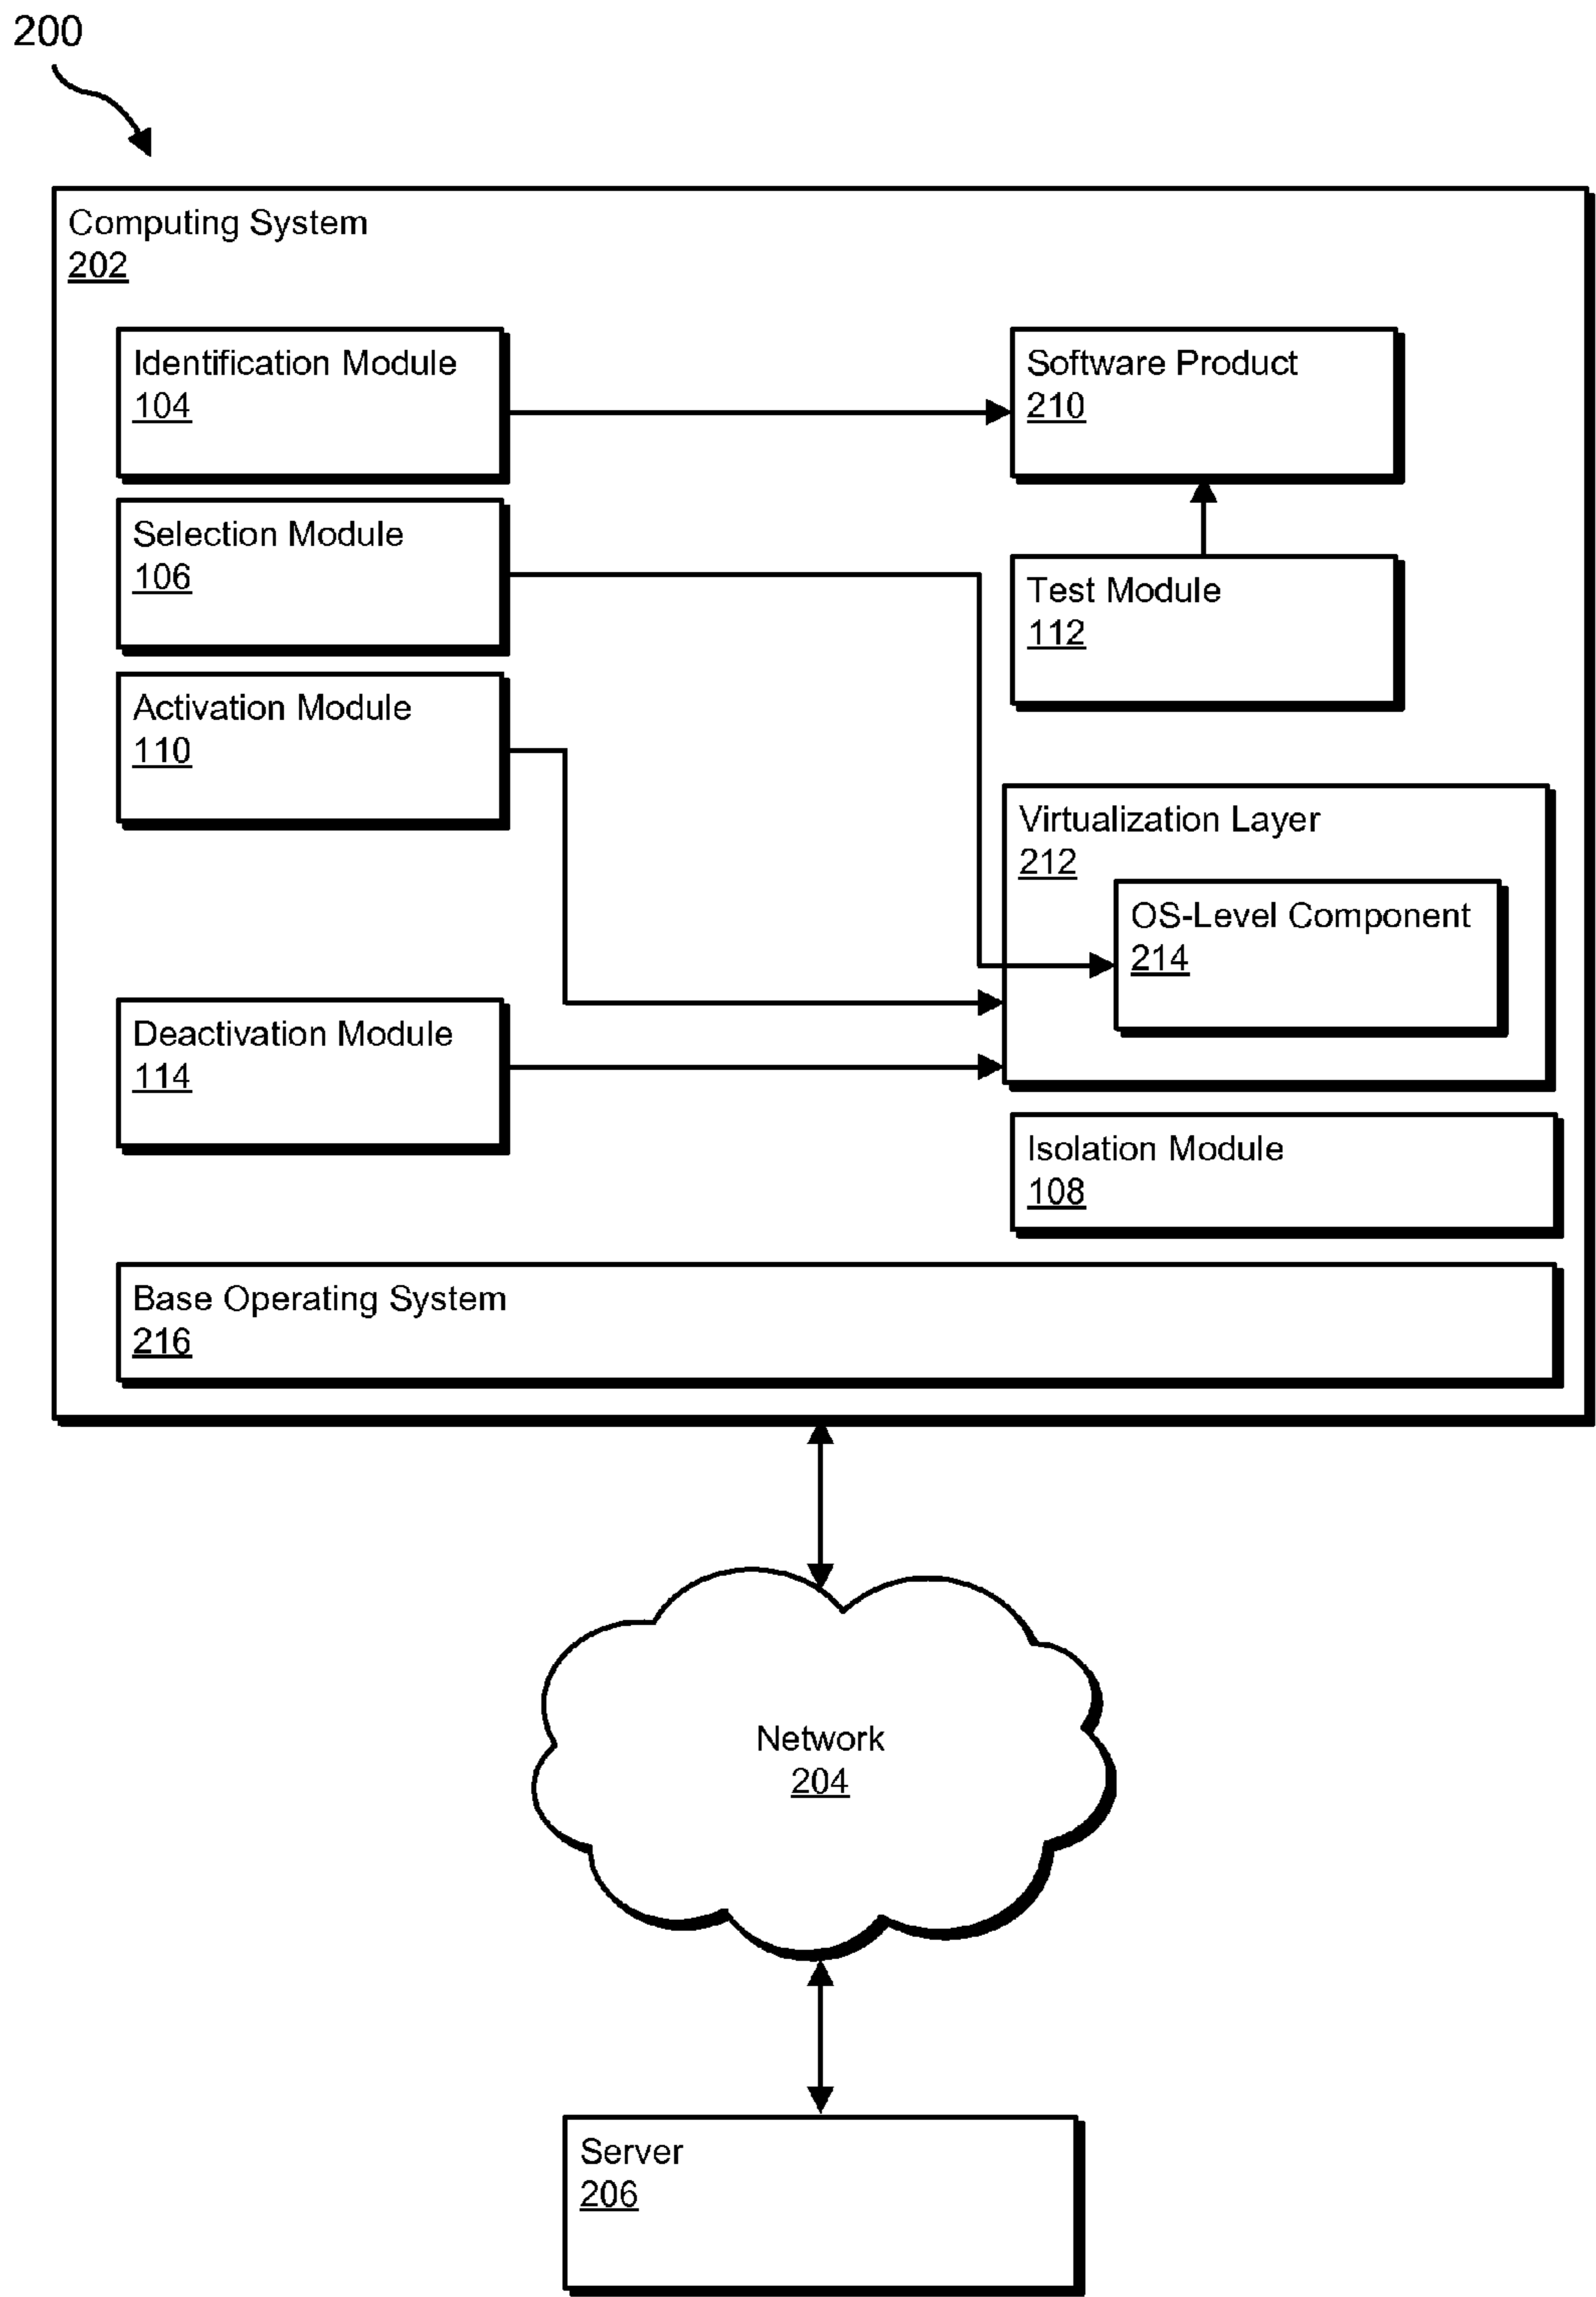 200
Computing System
202
Identification Module
104
Software Product
210
Selection Module
106
Test Module
112
Activation Module
110
Virtualization Layer
212
OS-Level Component
214
Deactivation Module
114
Isolation Module
108
Base Operating System
216
Network
204
Server
206